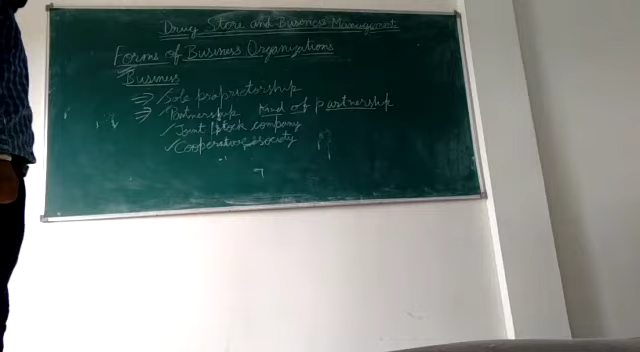 Drug Store and Business Management
Forms of Business Organizations
Business
⇒ ✓Sole proprietorship
⇒ ✓Partnership Kind of partnership
✓Joint stock company
✓Cooperative society